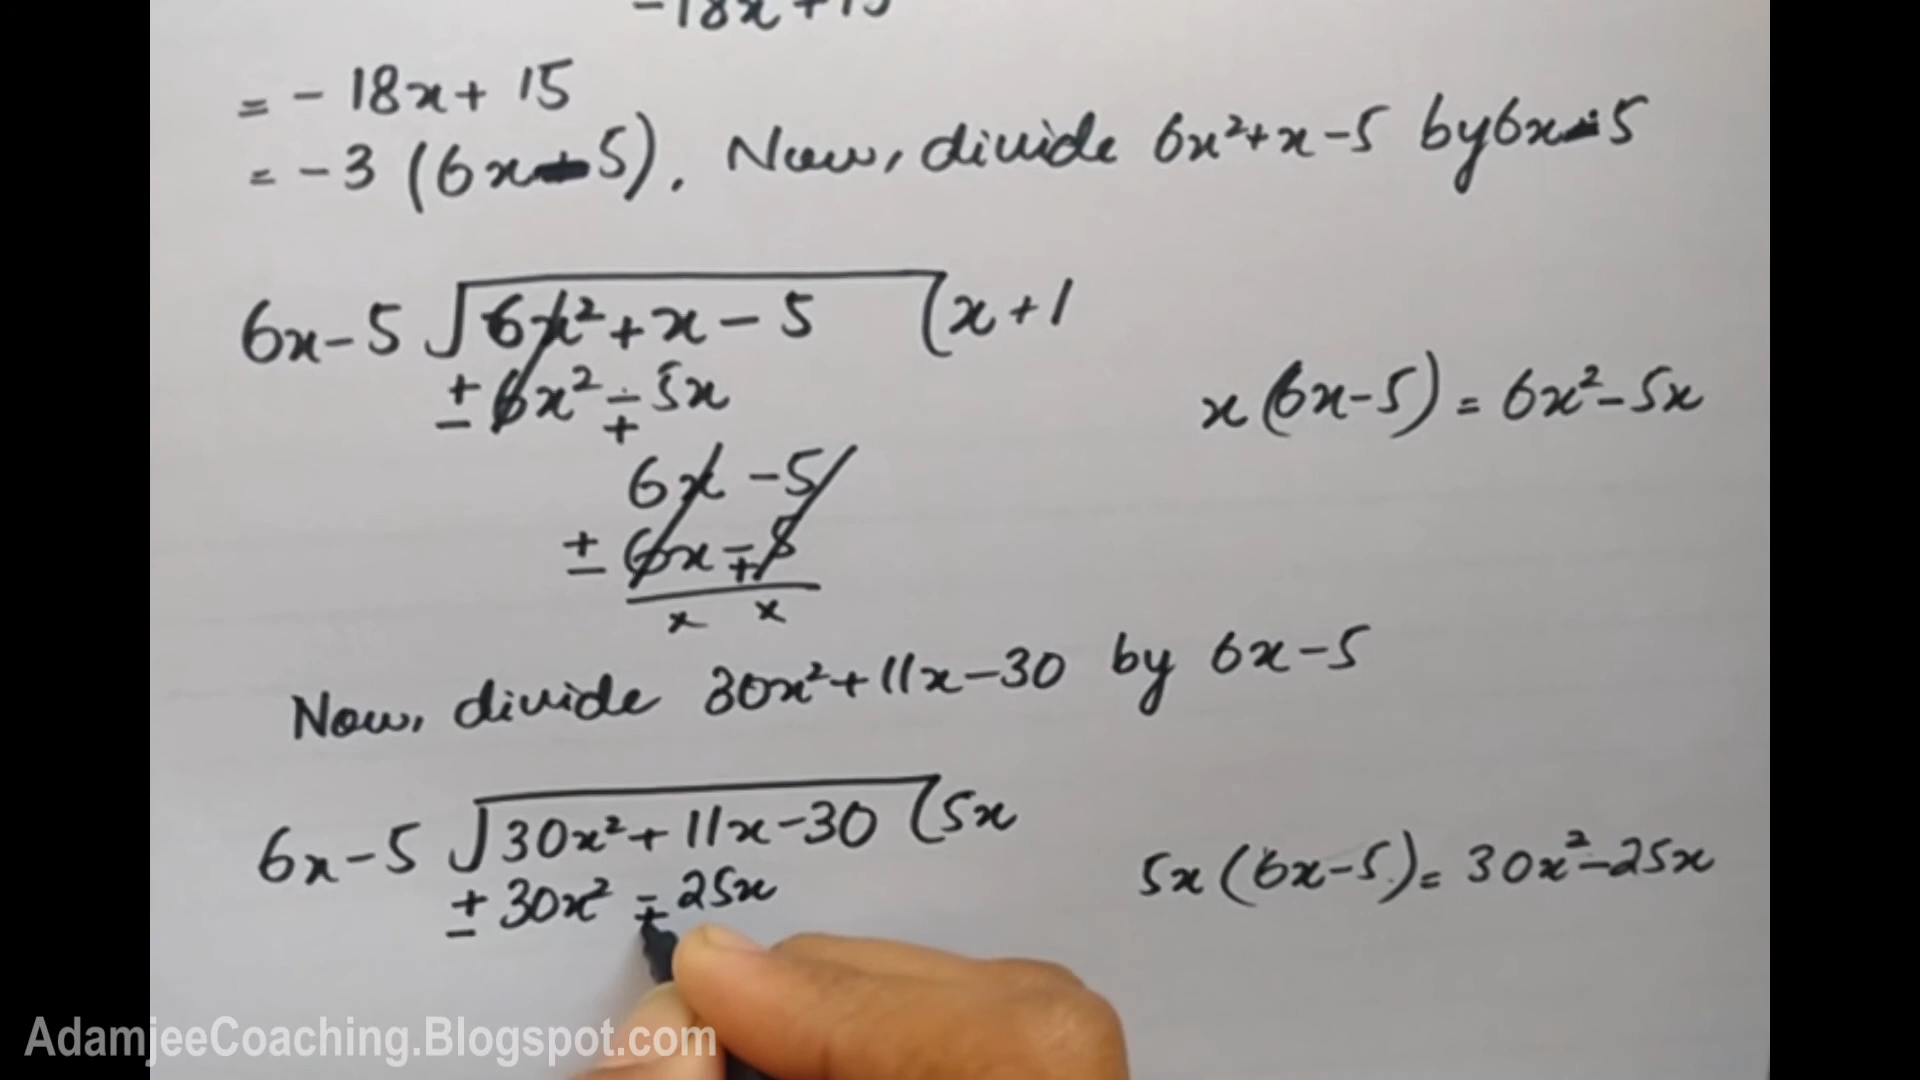 -18x+15
= - 18x + 15
= - 3 (6x - 5). Now, divide 6x²+x-5 by 6x-5
6x-5 √6x²+x-5 (x+1
± 6x² ∓ 5x
x(6x-5) = 6x²-5x
6x -5
± 6x ∓ 5
x x
Now, divide 30x²+11x-30 by 6x-5
6x-5 √30x²+11x-30 (5x
± 30x² ∓ 25x
5x(6x-5) = 30x²-25x
AdamjeeCoaching.Blogspot.com